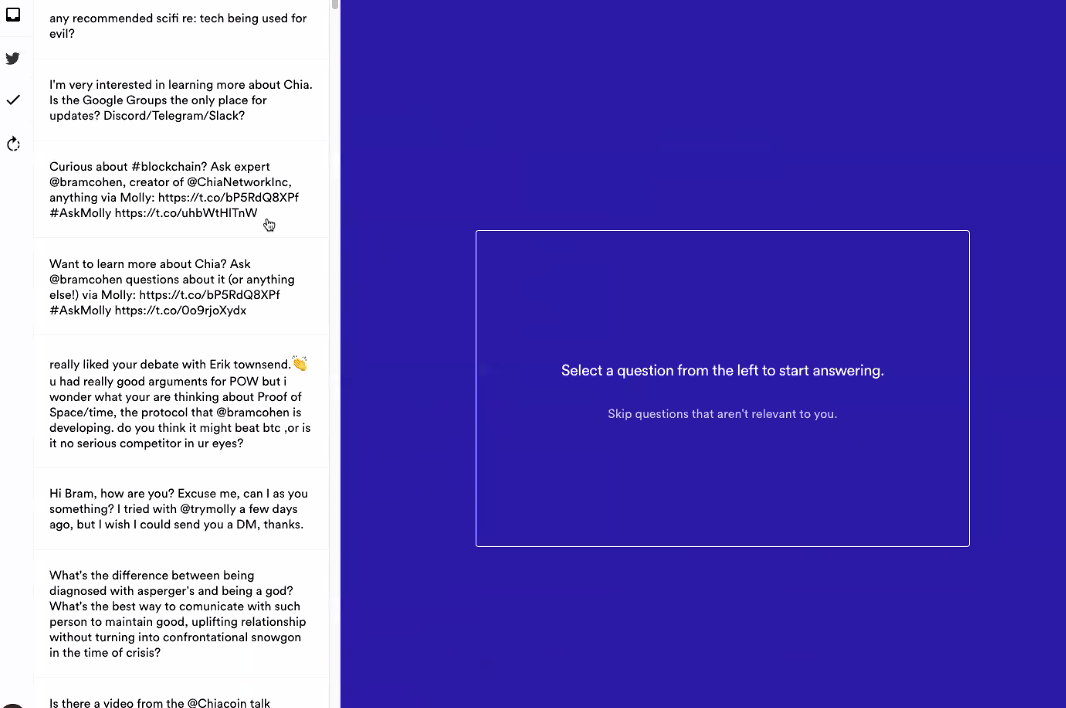 any recommended scifi re: tech being used for
evil?
I'm very interested in learning more about Chia.
Is the Google Groups the only place for
updates? Discord/Telegram/Slack?
Curious about #blockchain? Ask expert
@bramcohen, creator of @ChiaNetworkInc,
anything via Molly: https://t.co/bP5RdQ8XPf
#AskMolly https://t.co/uhbWtHITnW
Want to learn more about Chia? Ask
@bramcohen questions about it (or anything
else!) via Molly: https://t.co/bP5RdQ8XPf
#AskMolly https://t.co/0o9rjoXydx
really liked your debate with Erik townsend.👏
u had really good arguments for POW but i
wonder what your are thinking about Proof of
Space/time, the protocol that @bramcohen is
developing. do you think it might beat btc ,or is
it no serious competitor in ur eyes?
Hi Bram, how are you? Excuse me, can I as you
something? I tried with @trymolly a few days
ago, but I wish I could send you a DM, thanks.
What's the difference between being
diagnosed with asperger's and being a god?
What's the best way to comunicate with such
person to maintain good, uplifting relationship
without turning into confrontational snowgon
in the time of crisis?
Is there a video from the @Chiacoin talk
Select a question from the left to start answering.
Skip questions that aren't relevant to you.